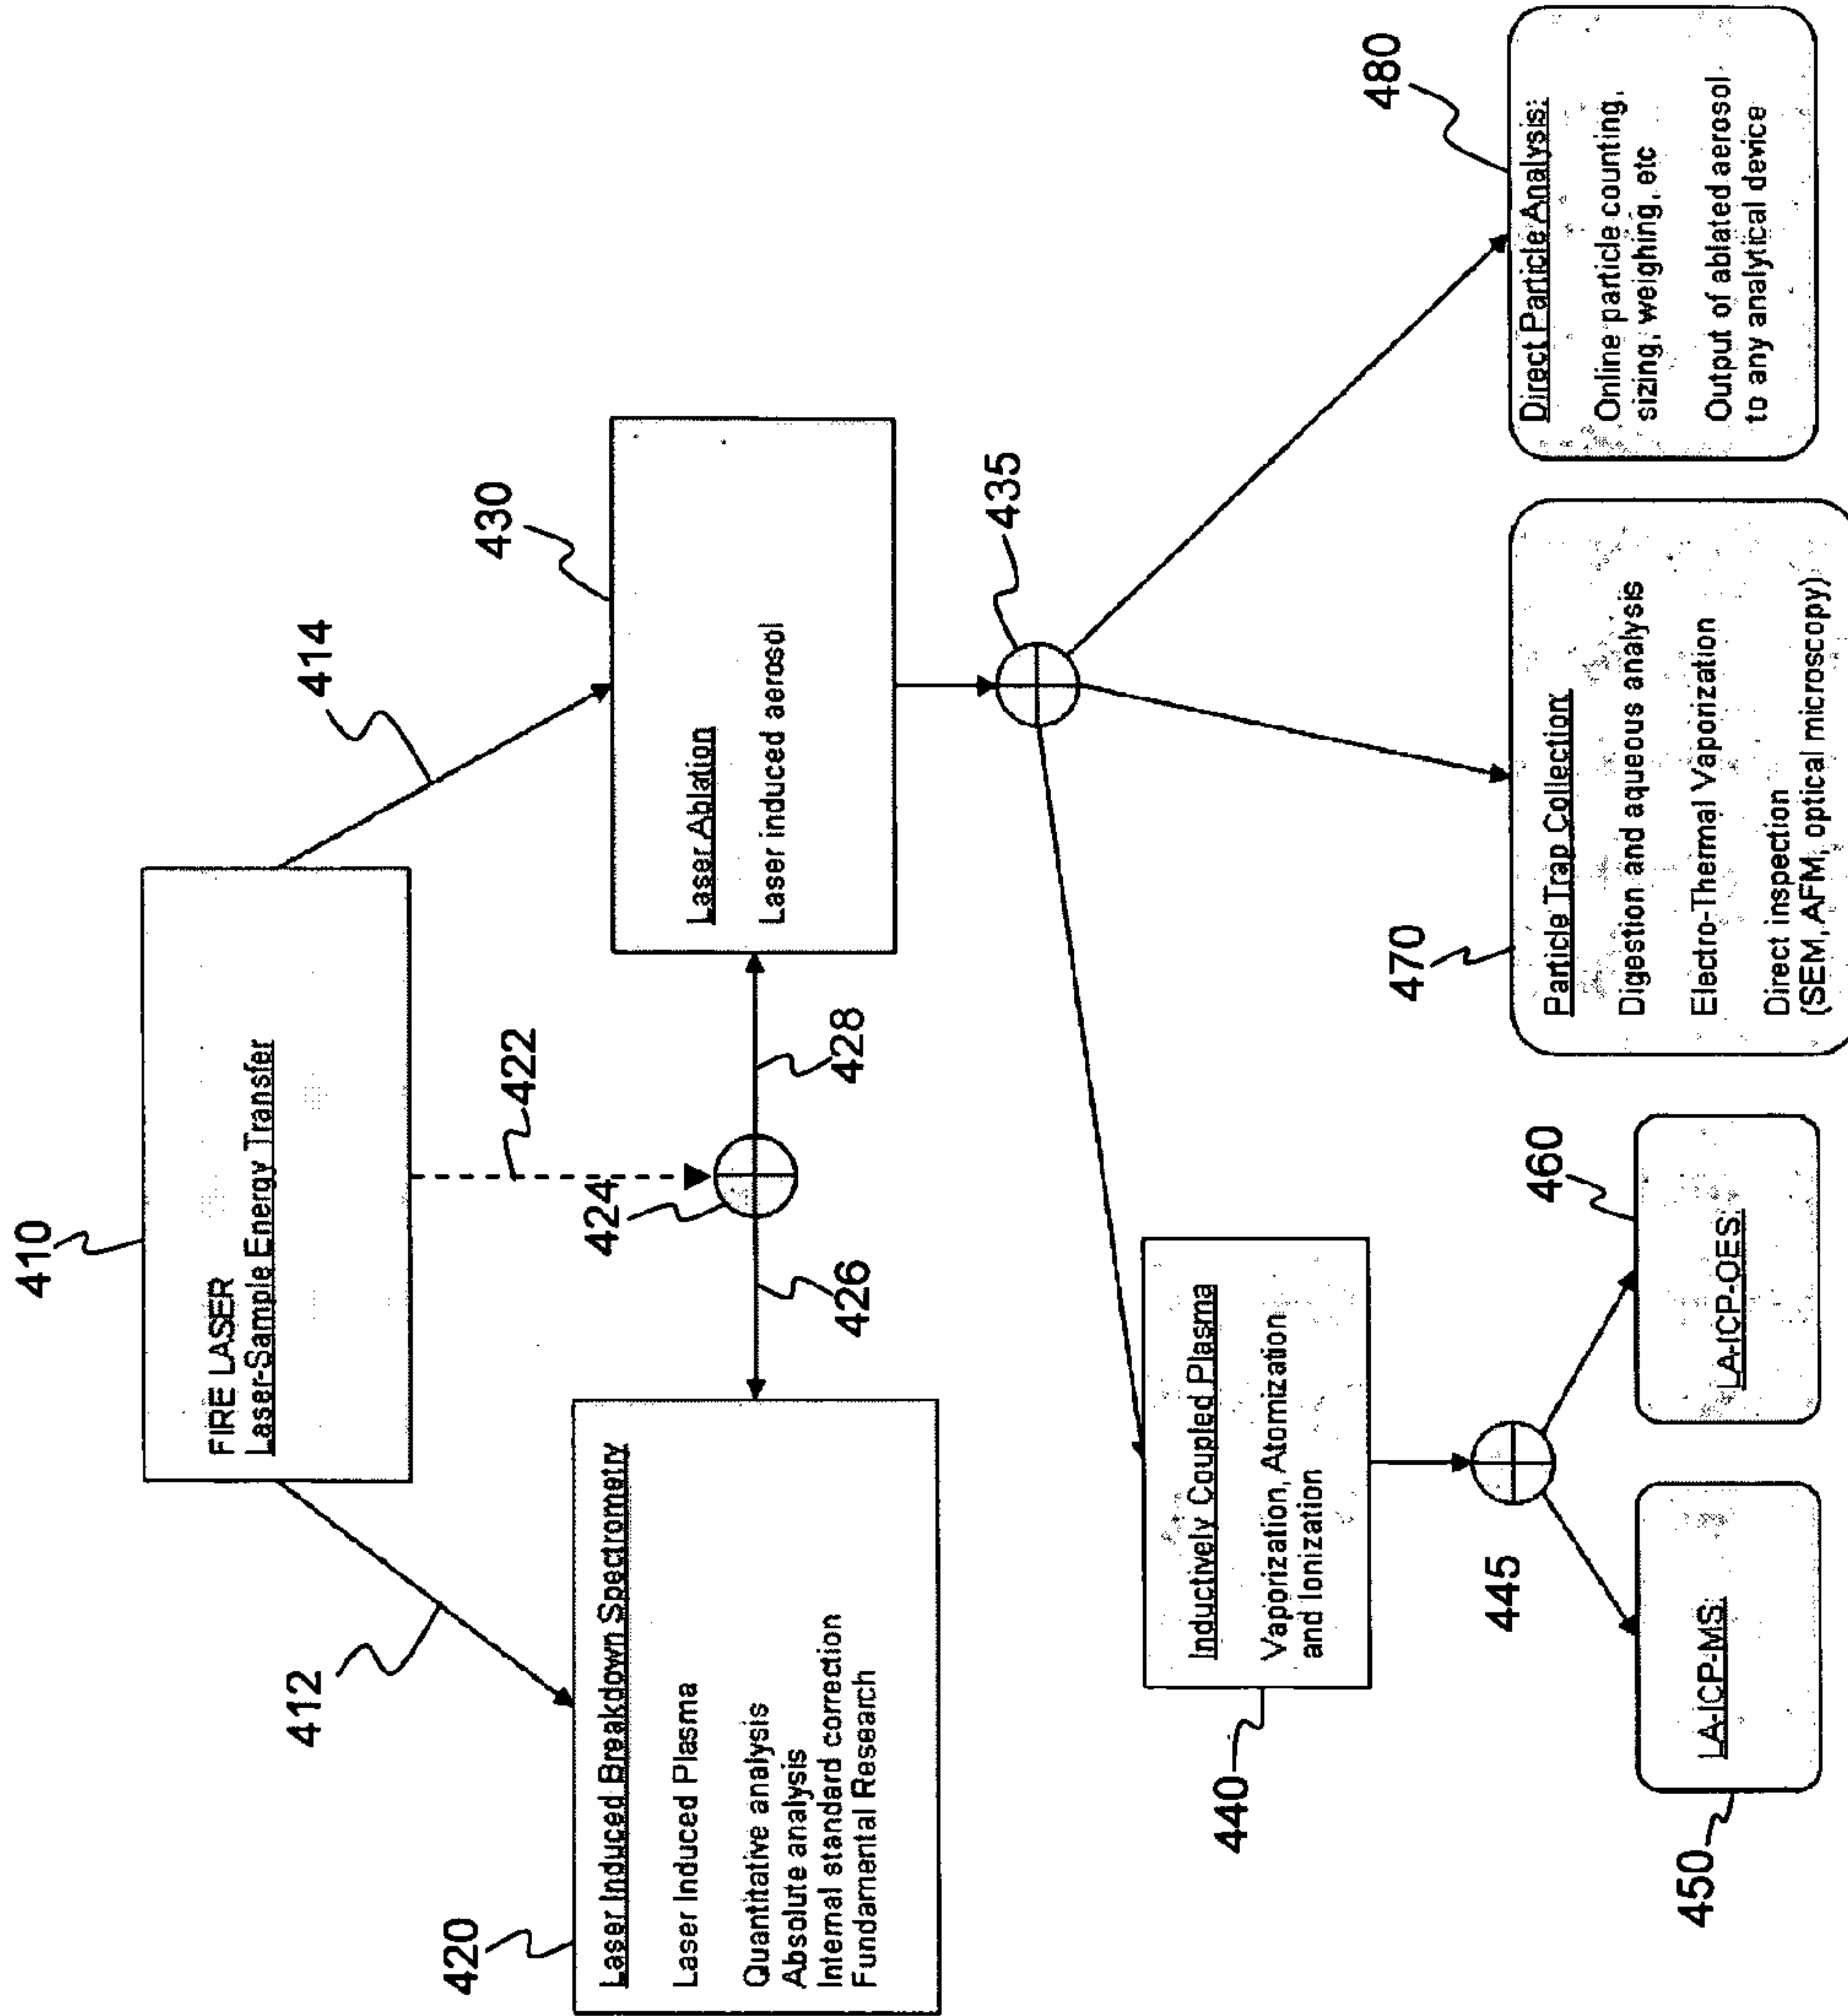 410
FIRE LASER
Laser-Sample Energy Transfer
412
414
420
Laser Induced Breakdown Spectrometry
Laser Induced Plasma
Quantitative analysis
Absolute analysis
Internal standard correction
Fundamental Research
422
424
426
428
430
Laser Ablation
Laser induced aerosol
435
440
Inductively Coupled Plasma
Vaporization, Atomization
and Ionization
445
450
LA-ICP-MS:
460
LA-ICP-OES:
470
Particle Trap Collection:
Digestion and aqueous analysis
Electro-Thermal Vaporization
Direct inspection
(SEM, AFM, optical microscopy)
480
Direct Particle Analysis:
Online particle counting,
sizing, weighing, etc
Output of ablated aerosol
to any analytical device